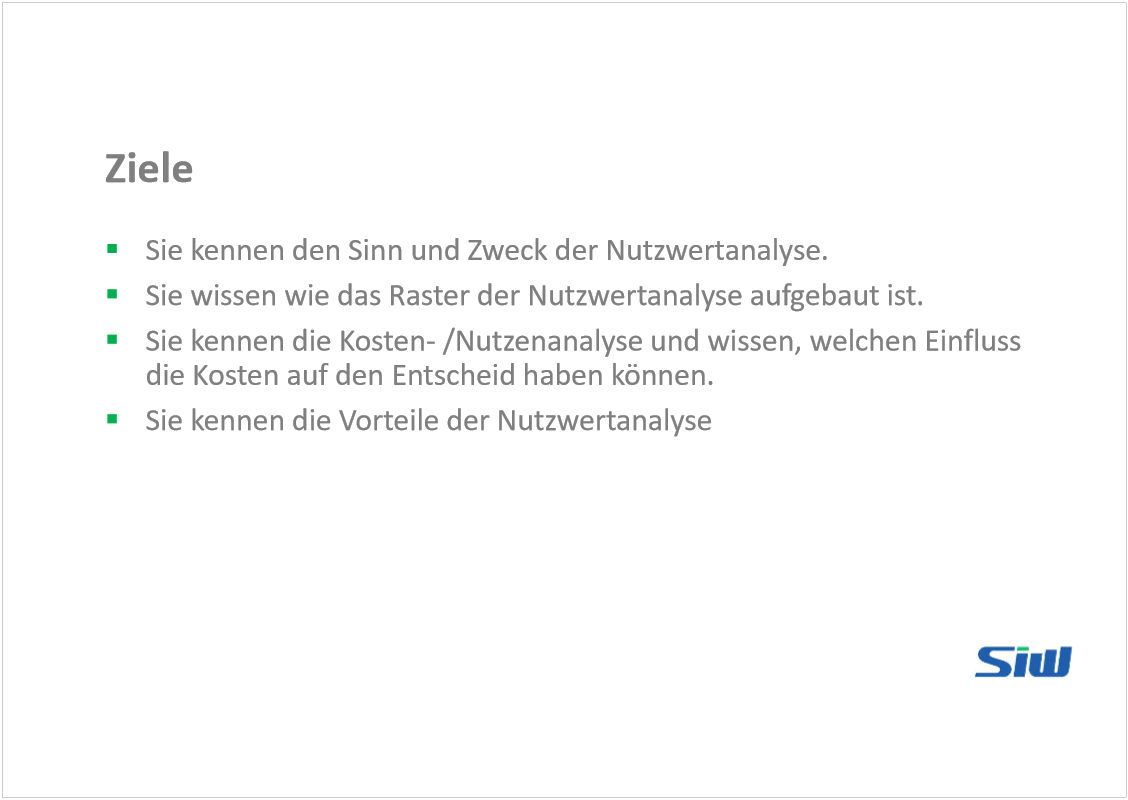 Ziele
Sie kennen den Sinn und Zweck der Nutzwertanalyse.
Sie wissen wie das Raster der Nutzwertanalyse aufgebaut ist.
Sie kennen die Kosten- /Nutzenanalyse und wissen, welchen Einfluss
die Kosten auf den Entscheid haben können.
Sie kennen die Vorteile der Nutzwertanalyse
Siw